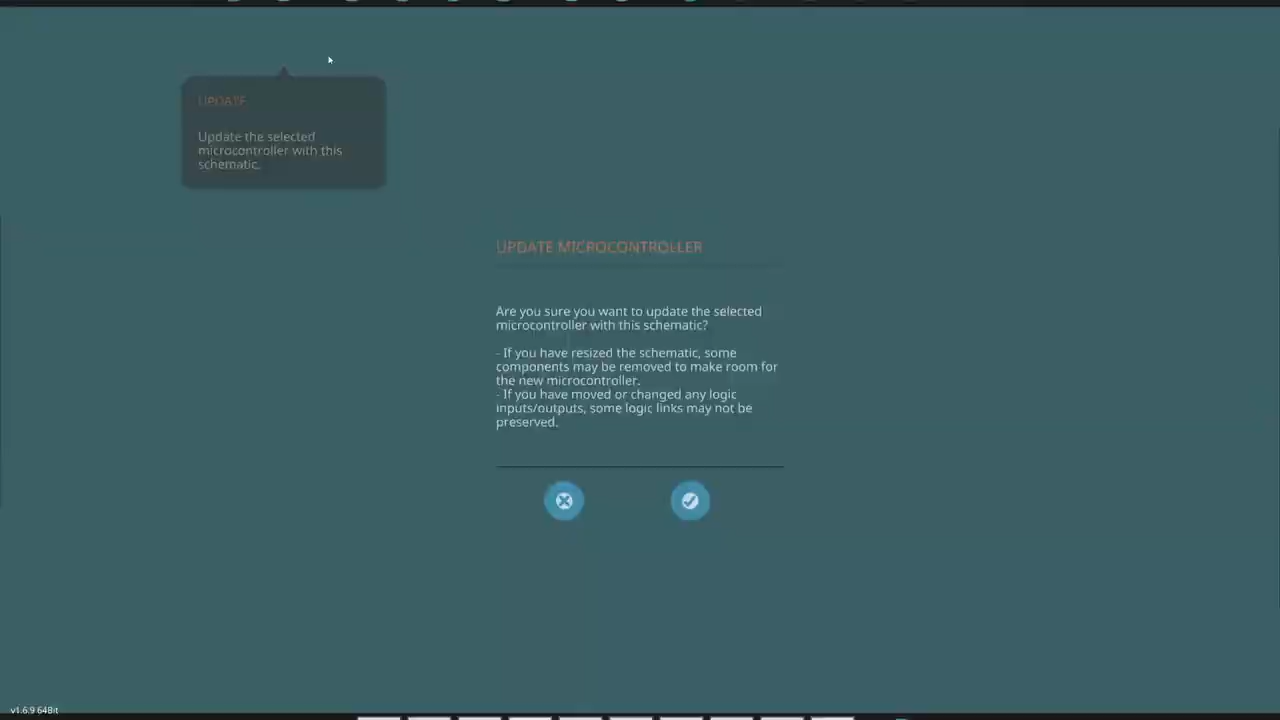 UPDATE
Update the selected
microcontroller with this
schematic.
UPDATE MICROCONTROLLER
Are you sure you want to update the selected
microcontroller with this schematic?
- If you have resized the schematic, some
components may be removed to make room for
the new microcontroller.
- If you have moved or changed any logic
inputs/outputs, some logic links may not be
preserved.
v1.6.9 64Bit